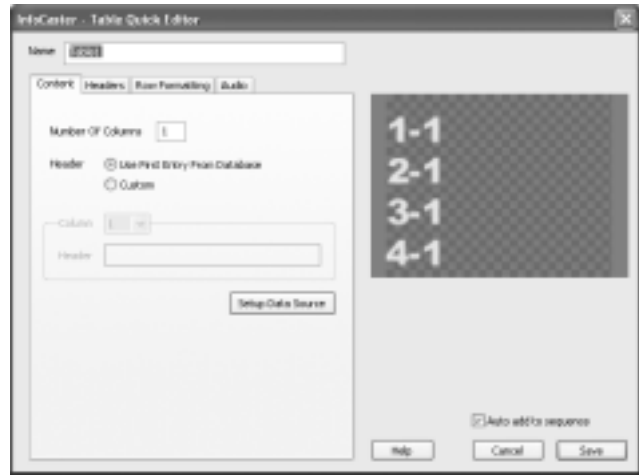 InfoCaster - Table Quick Editor
Name Table1
Content Headers Row Formatting Audio
Number Of Columns 1
Header Use First Entry From Database
Custom
Column 1
Header
Setup Data Source
1-1
2-1
3-1
4-1
Auto add to sequence
Help Cancel Save